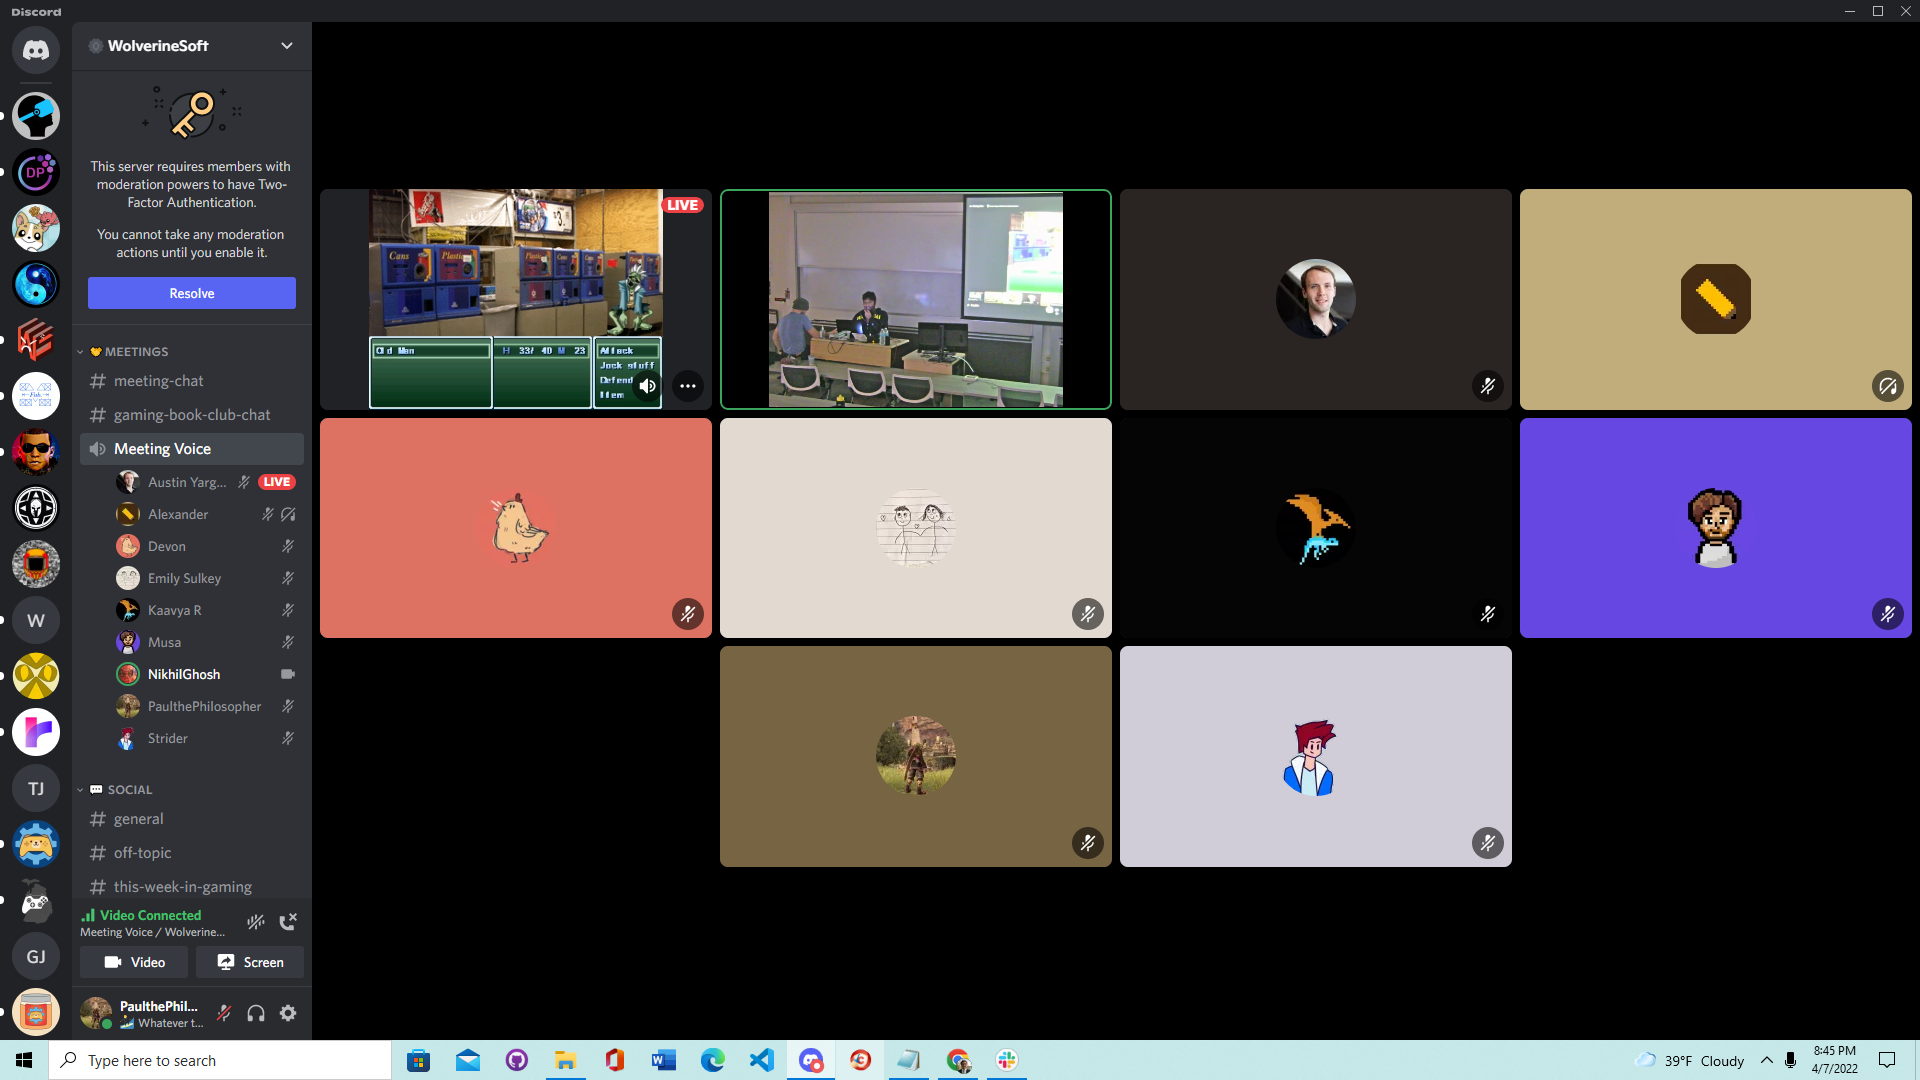 Discord
WolverineSoft
This server requires members with
moderation powers to have Two-
Factor Authentication.
You cannot take any moderation
actions until you enable it.
Resolve
MEETINGS
meeting-chat
gaming-book-club-chat
Meeting Voice
Austin Yarg... LIVE
Alexander
Devon
Emily Sulkey
Kaavya R
Musa
NikhilGhosh
PaulthePhilosopher
Strider
SOCIAL
general
off-topic
this-week-in-gaming
Video Connected
Meeting Voice / Wolverine...
Video
Screen
PaulthePhil...
Whatever t...
DP
W
TJ
GJ
LIVE
Cans
Plastic
Plastic
Cans
Old Man
H 33/ 40 M 23
Attack
Jock stuff
Defend
Item
Type here to search
39°F Cloudy
8:45 PM
4/7/2022